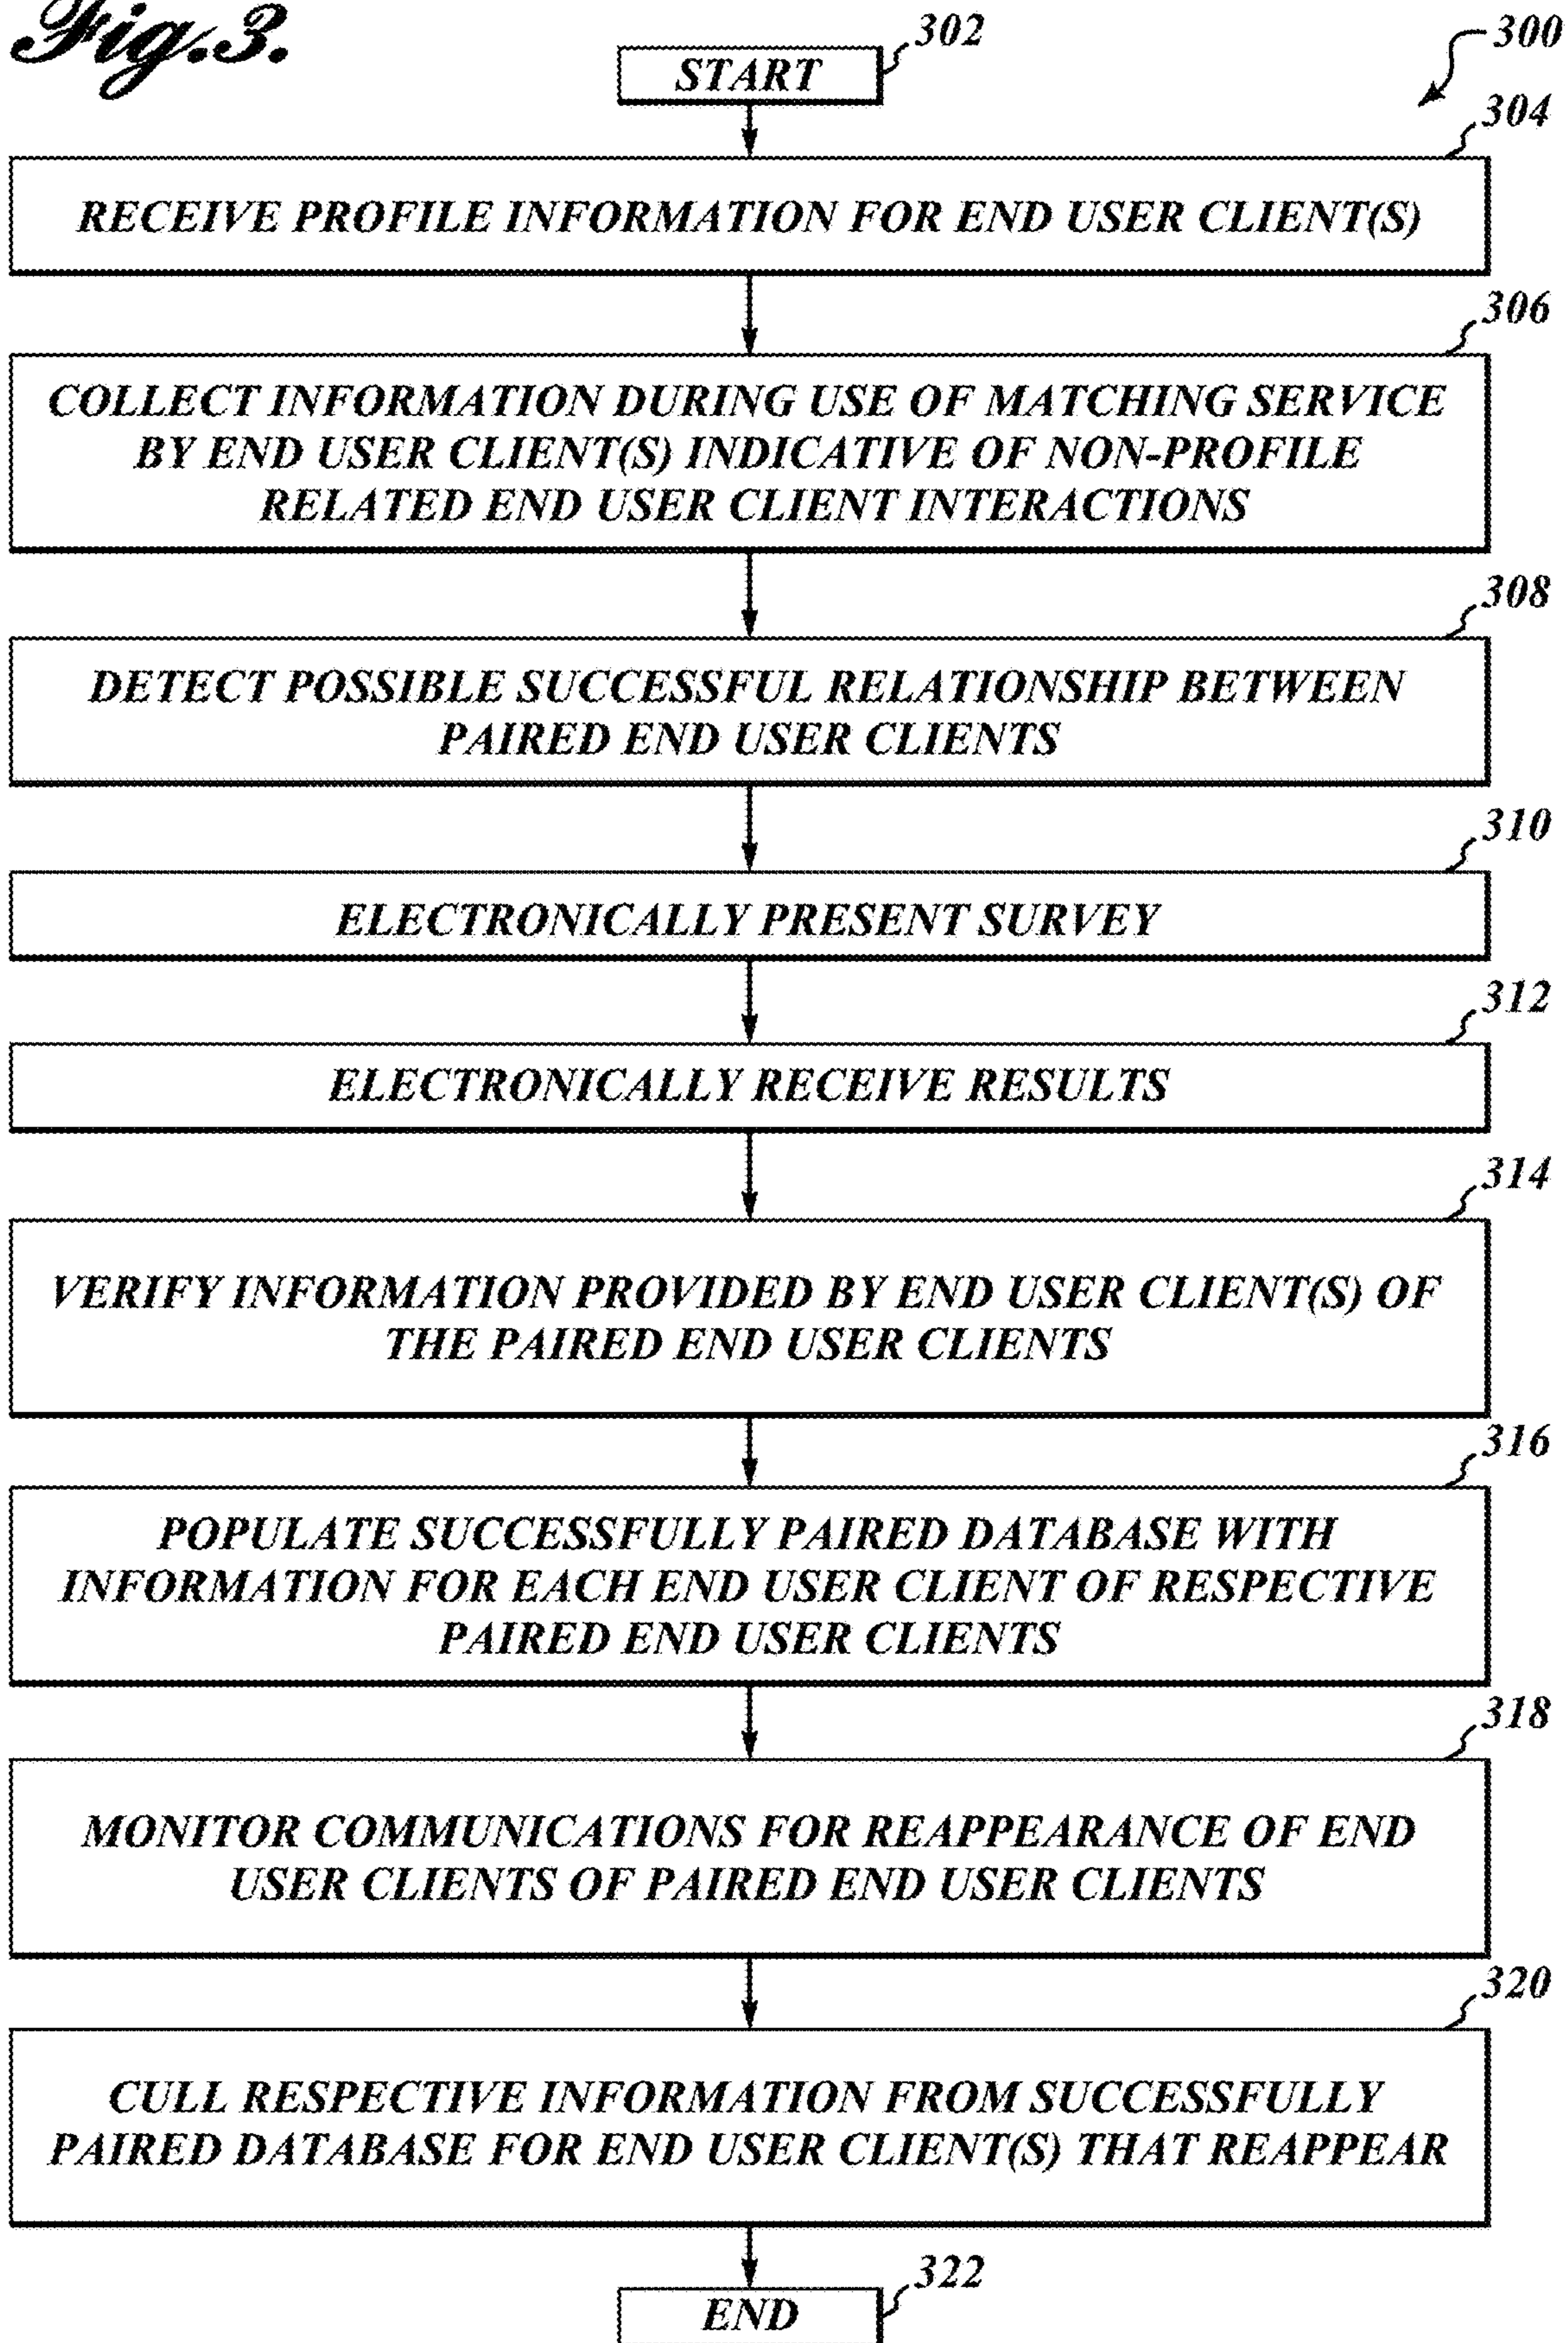 Fig.3.
START
302
300
304
RECEIVE PROFILE INFORMATION FOR END USER CLIENT(S)
306
COLLECT INFORMATION DURING USE OF MATCHING SERVICE
BY END USER CLIENT(S) INDICATIVE OF NON-PROFILE
RELATED END USER CLIENT INTERACTIONS
308
DETECT POSSIBLE SUCCESSFUL RELATIONSHIP BETWEEN
PAIRED END USER CLIENTS
310
ELECTRONICALLY PRESENT SURVEY
312
ELECTRONICALLY RECEIVE RESULTS
314
VERIFY INFORMATION PROVIDED BY END USER CLIENT(S) OF
THE PAIRED END USER CLIENTS
316
POPULATE SUCCESSFULLY PAIRED DATABASE WITH
INFORMATION FOR EACH END USER CLIENT OF RESPECTIVE
PAIRED END USER CLIENTS
318
MONITOR COMMUNICATIONS FOR REAPPEARANCE OF END
USER CLIENTS OF PAIRED END USER CLIENTS
320
CULL RESPECTIVE INFORMATION FROM SUCCESSFULLY
PAIRED DATABASE FOR END USER CLIENT(S) THAT REAPPEAR
322
END